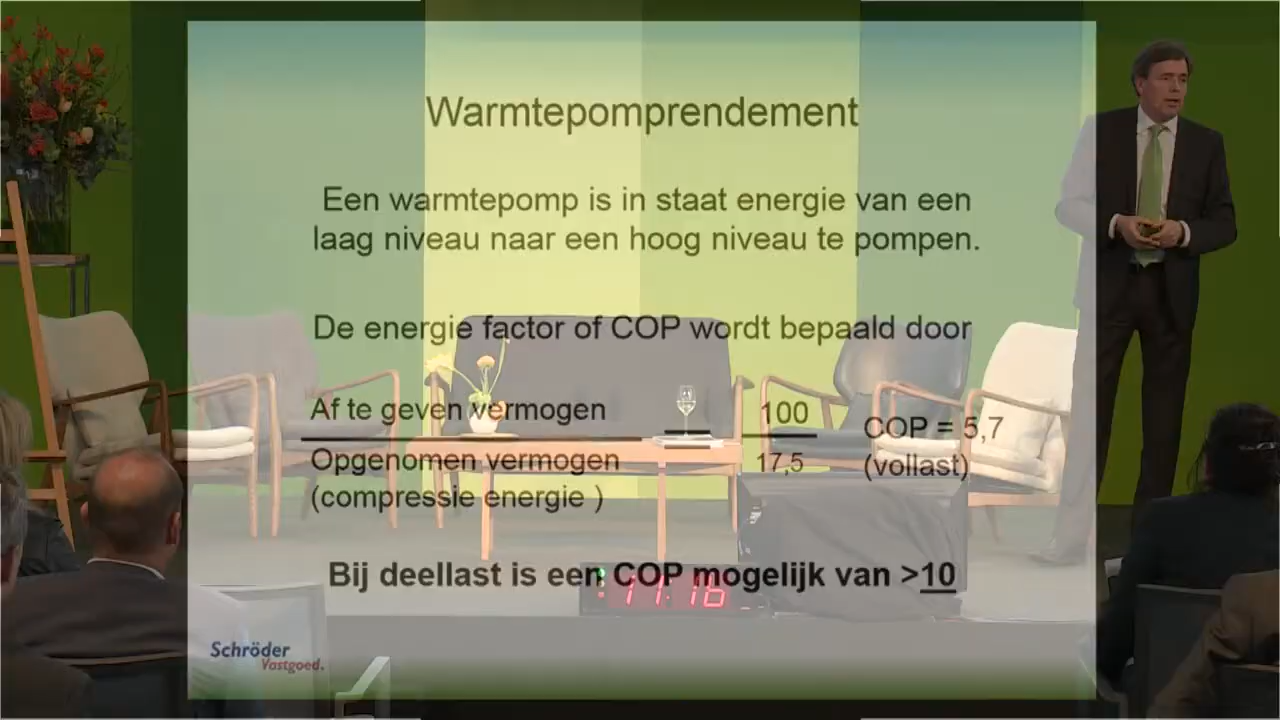 Warmtepomprendement
Een warmtepomp is in staat energie van een
laag niveau naar een hoog niveau te pompen.
De energie factor of COP wordt bepaald door
Af te geven vermogen
Opgenomen vermogen
(compressie energie )
100
17,5
COP = 5,7
(vollast)
Bij deellast is een COP mogelijk van >10
11:16
Schröder
Vastgoed.